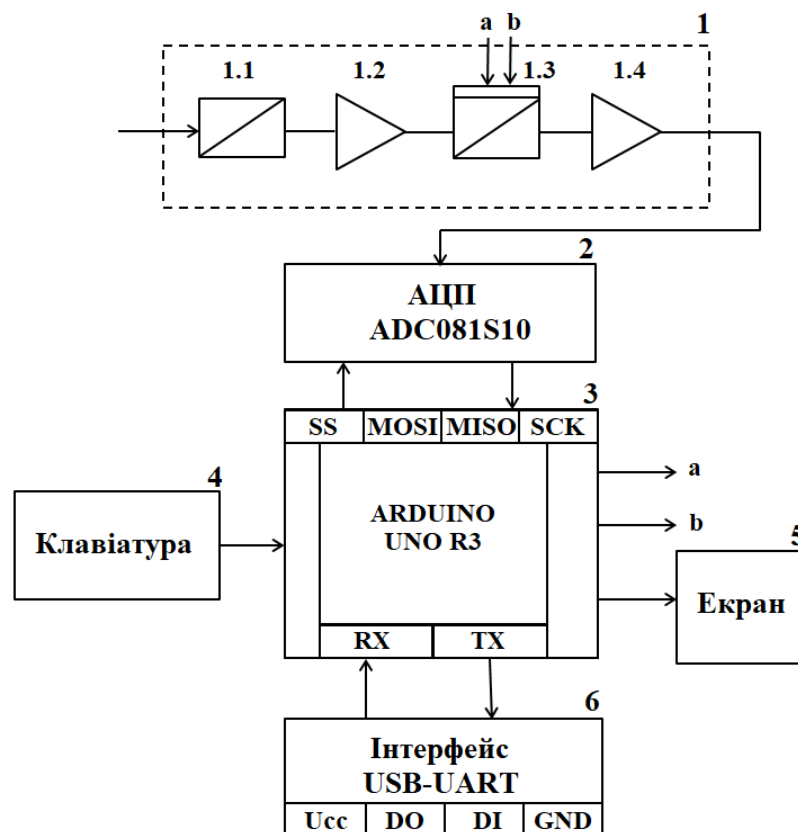 a b 1
1.1 1.2 1.3 1.4
2
АЦП
ADC081S10
3
SS MOSI MISO SCK
a
4
Клавіатура
ARDUINO
UNO R3
b
5
Екран
RX TX
6
Інтерфейс
USB-UART
Ucc DO DI GND